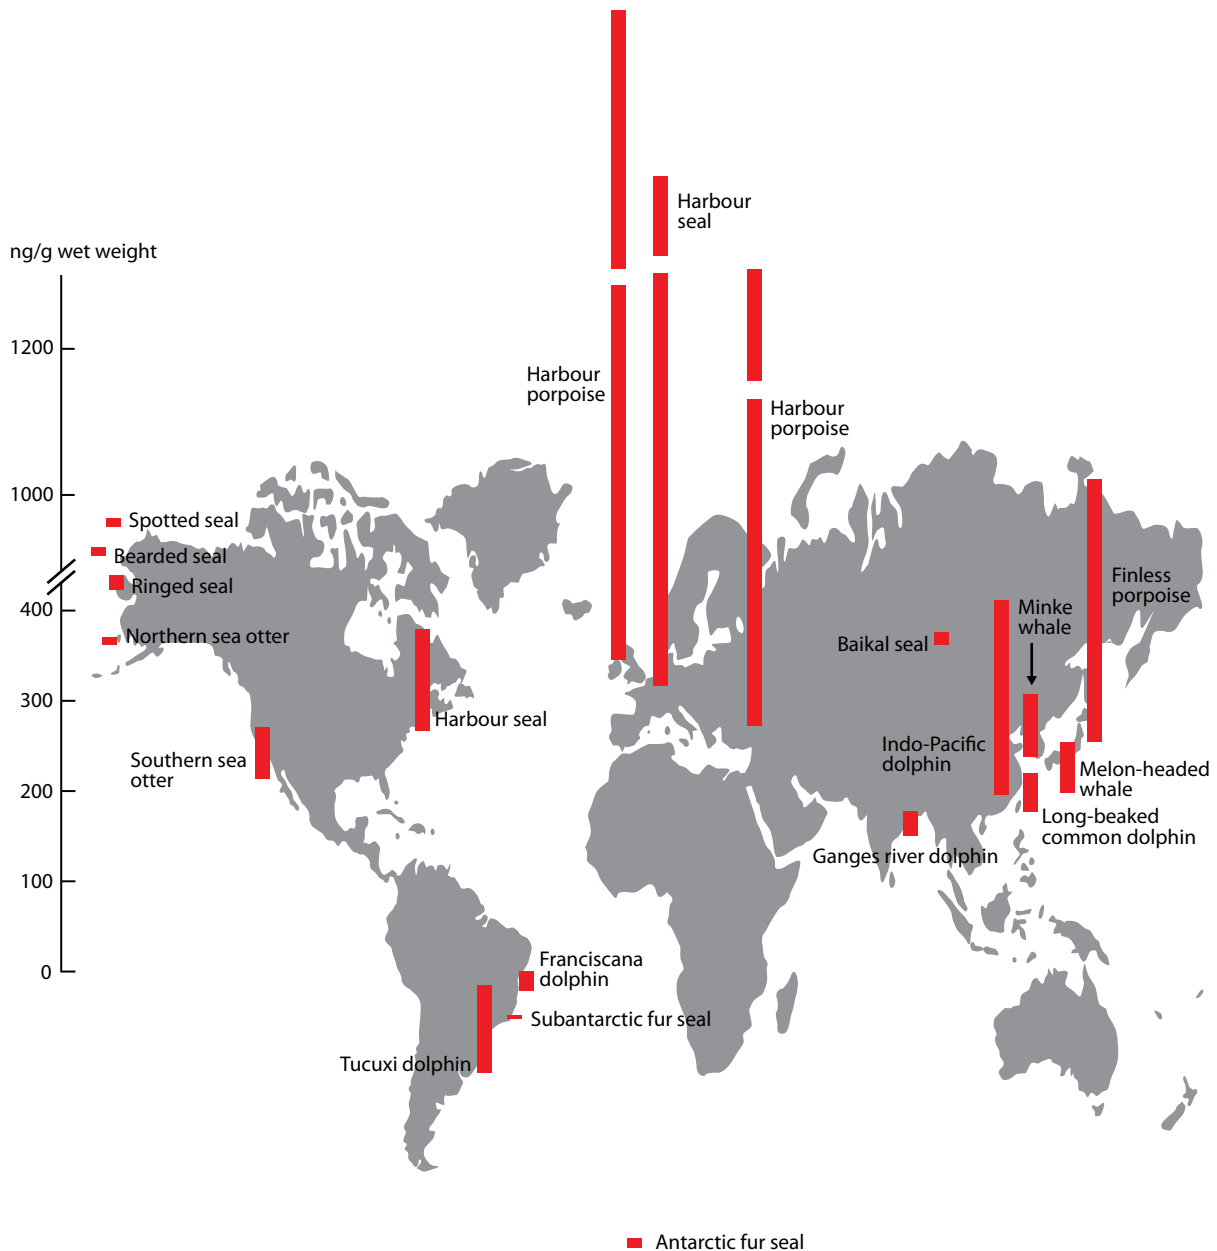 Harbour
seal
ng/g wet weight
1200
Harbour
porpoise
Harbour
porpoise
1000
Spotted seal
Bearded seal
Ringed seal
Finless
porpoise
400
Minke
whale
Northern sea otter
Baikal seal
300
Harbour seal
Indo-Pacific
dolphin
Southern sea
otter
Melon-headed
whale
200
Long-beaked
common dolphin
Ganges river dolphin
100
Franciscana
dolphin
0
Subantarctic fur seal
Tucuxi dolphin
Antarctic fur seal